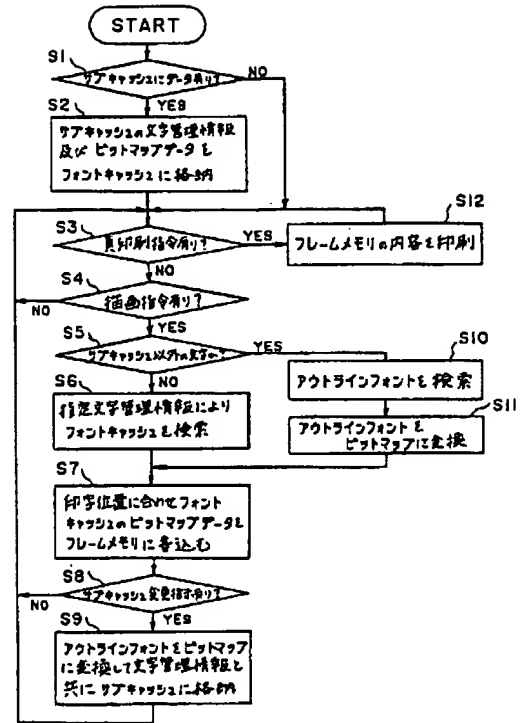 START
S1
サブキャッシュにデータ有り?
NO
YES
S2
サブキャッシュの文字管理情報
及びビットマップデータを
フォントキャッシュに格納
S12
S3
頁印刷指令有り?
YES
フレームメモリの内容を印刷
NO
S4
描画指令有り?
NO
YES
S5
サブキャッシュ以外の文字か?
YES
NO
S10
アウトラインフォントを検索
S6
指定文字管理情報により
フォントキャッシュを検索
S11
アウトラインフォントを
ビットマップに変換
S7
印字位置に合わせフォント
キャッシュのビットマップデータを
フレームメモリに書込む
S8
サブキャッシュ変更指示有り?
NO
YES
S9
アウトラインフォントをビットマップ
に変換して文字管理情報と
共にサブキャッシュに格納